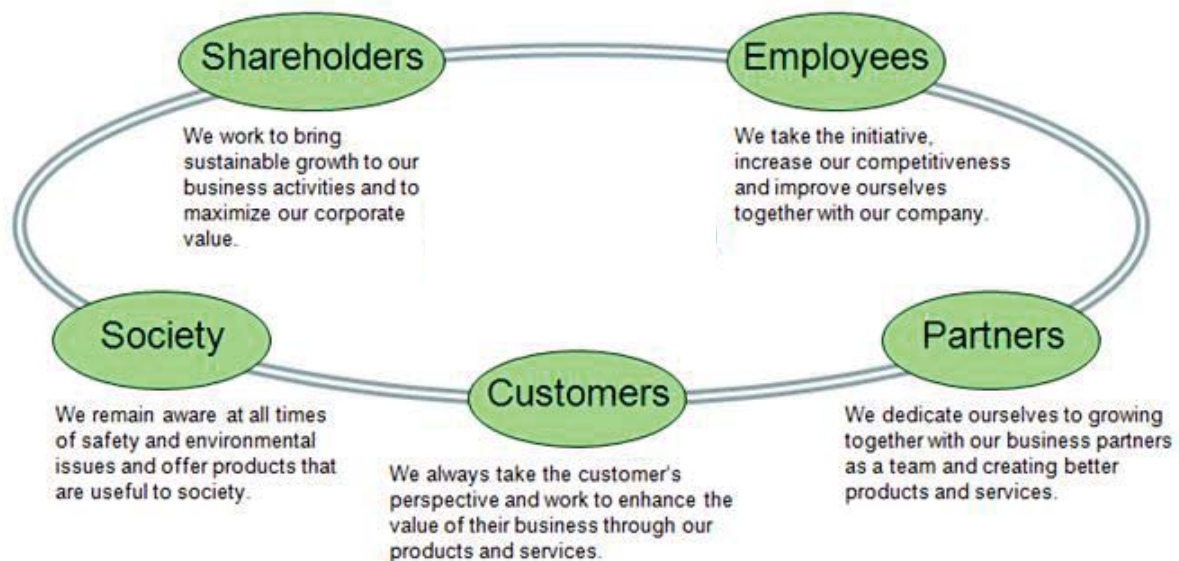 Shareholders
We work to bring
sustainable growth to our
business activities and to
maximize our corporate
value.
Employees
We take the initiative,
increase our competitiveness
and improve ourselves
together with our company.
Society
We remain aware at all times
of safety and environmental
issues and offer products that
are useful to society.
Customers
We always take the customer's
perspective and work to enhance the
value of their business through our
products and services.
Partners
We dedicate ourselves to growing
together with our business partners
as a team and creating better
products and services.